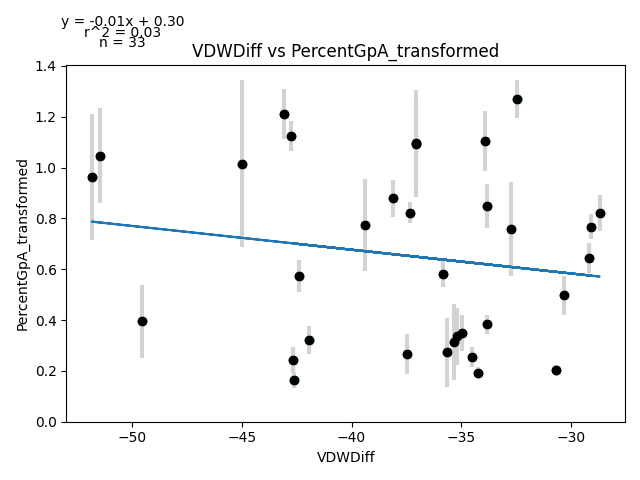 y = -0.01x + 0.30
r^2 = 0.03
n = 33
VDWDiff vs PercentGpA_transformed
1.4
1.2
1.0
0.8
0.6
0.4
0.2
0.0
PercentGpA_transformed
−50
−45
−40
−35
−30
VDWDiff